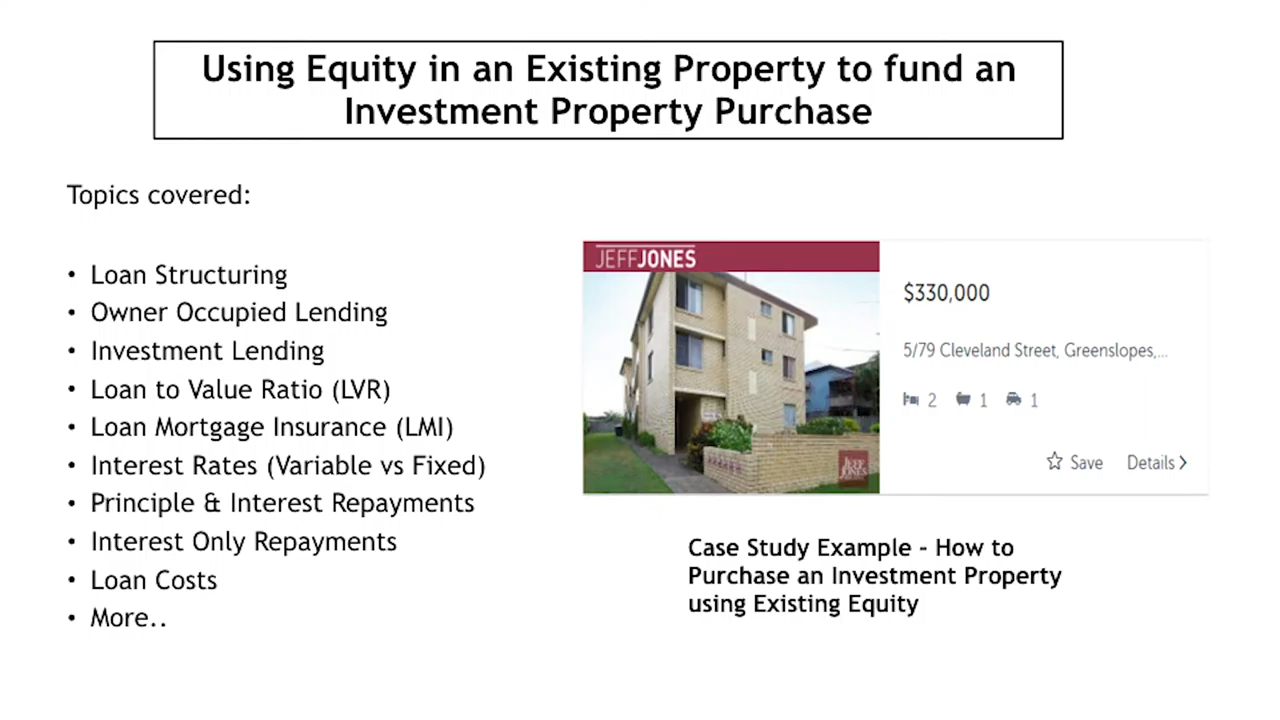 Using Equity in an Existing Property to fund an
Investment Property Purchase
Topics covered:
• Loan Structuring
• Owner Occupied Lending
• Investment Lending
• Loan to Value Ratio (LVR)
• Loan Mortgage Insurance (LMI)
• Interest Rates (Variable vs Fixed)
• Principle & Interest Repayments
• Interest Only Repayments
• Loan Costs
• More..
JEFFJONES
$330,000
5/79 Cleveland Street, Greenslopes,...
2 1 1
Save Details
JEFF
JONES
Case Study Example - How to
Purchase an Investment Property
using Existing Equity